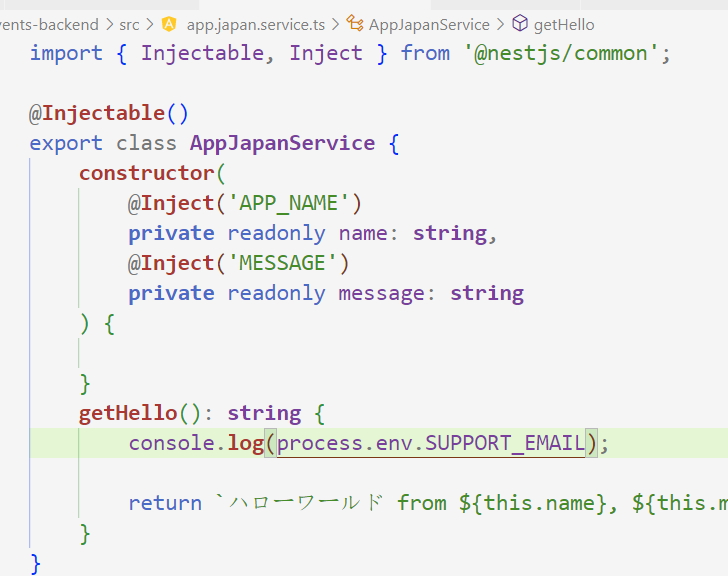 vents-backend > src > app.japan.service.ts > AppJapanService > getHello
import { Injectable, Inject } from '@nestjs/common';
@Injectable()
export class AppJapanService {
constructor(
@Inject('APP_NAME')
private readonly name: string,
@Inject('MESSAGE')
private readonly message: string
) {
}
getHello(): string {
console.log(process.env.SUPPORT_EMAIL);
return `ハローワールド from ${this.name}, ${this.m
}
}